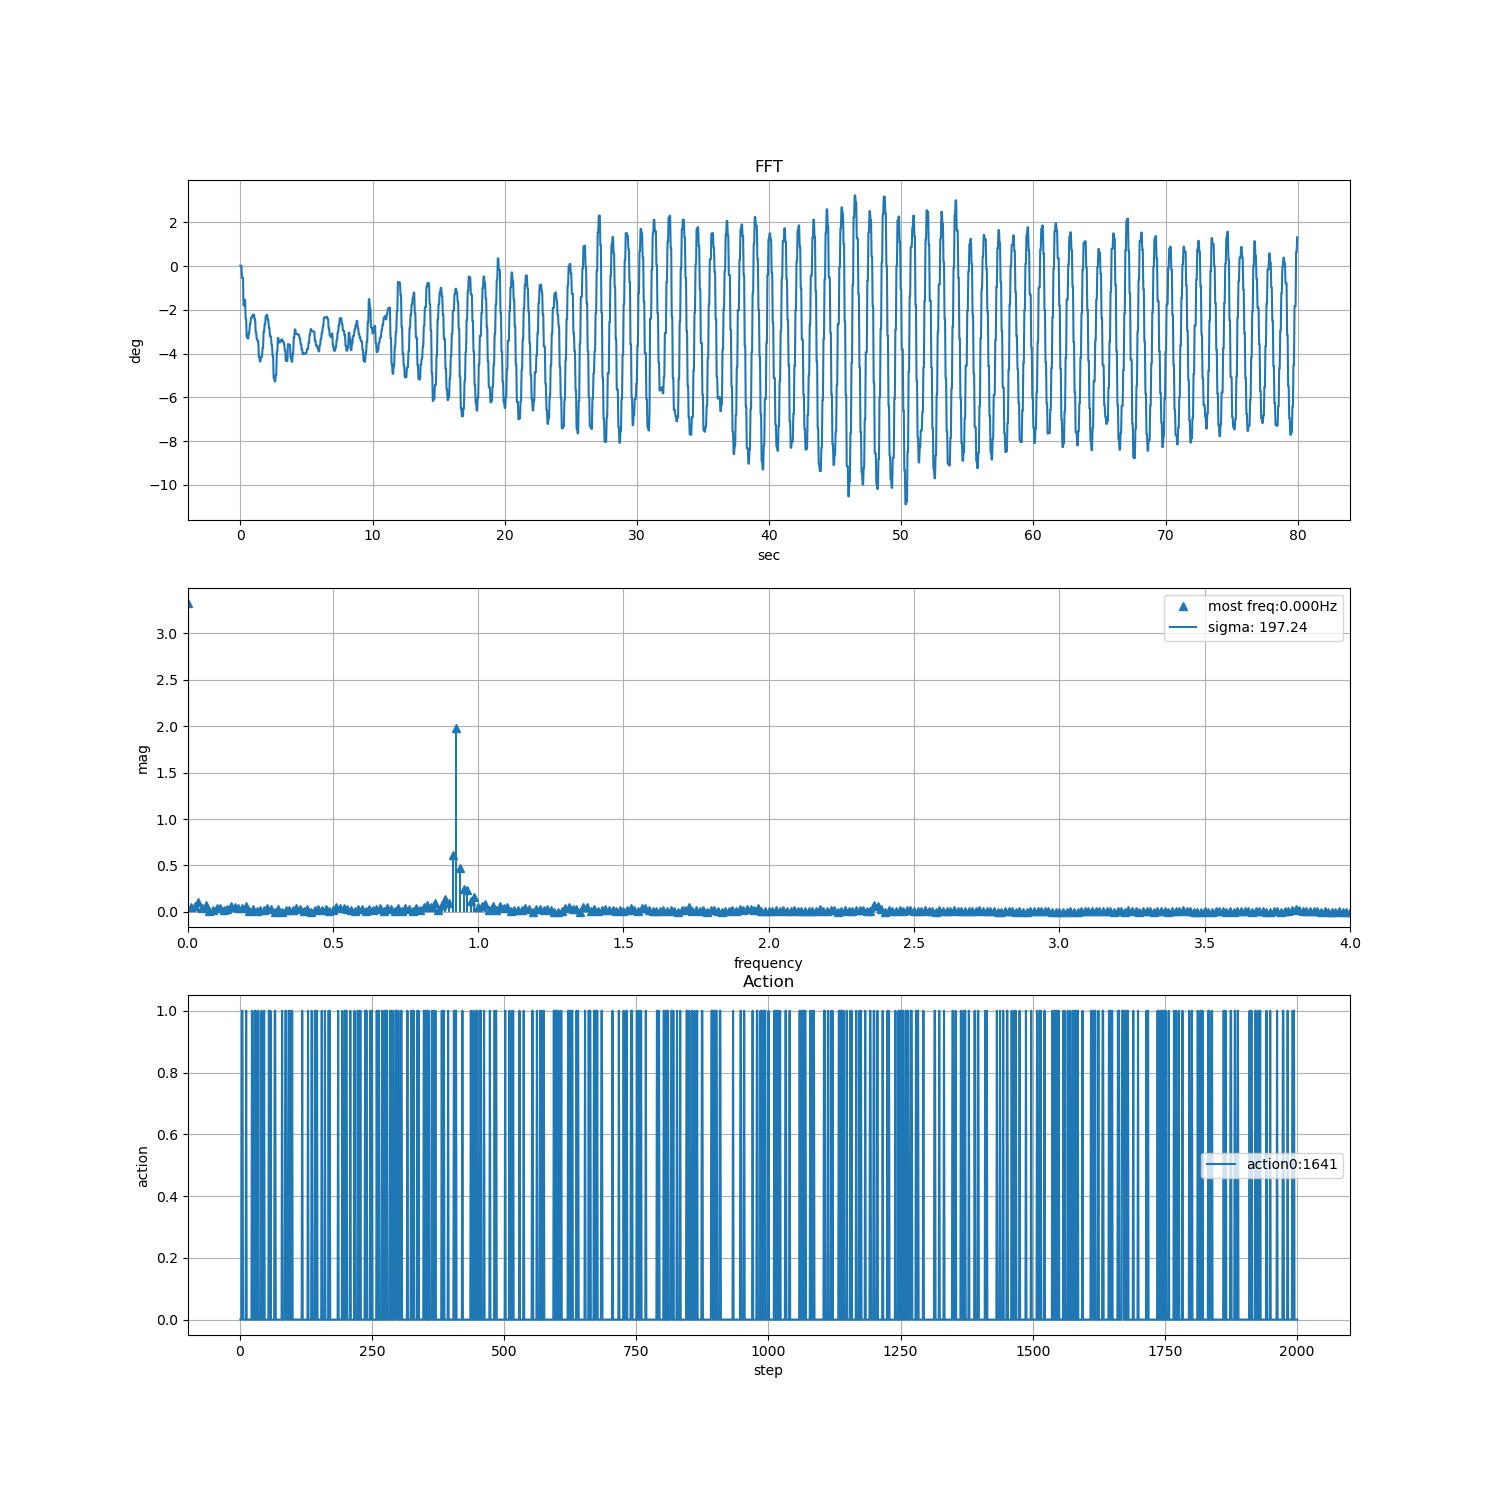 FFT
2
0
−2
−4
−6
−8
−10
deg
0 10 20 30 40 50 60 70 80
sec
most freq:0.000Hz
sigma: 197.24
3.0
2.5
2.0
1.5
1.0
0.5
0.0
mag
0.0 0.5 1.0 1.5 2.0 2.5 3.0 3.5 4.0
frequency
Action
1.0
0.8
0.6
0.4
0.2
0.0
action
action0:1641
0 250 500 750 1000 1250 1500 1750 2000
step